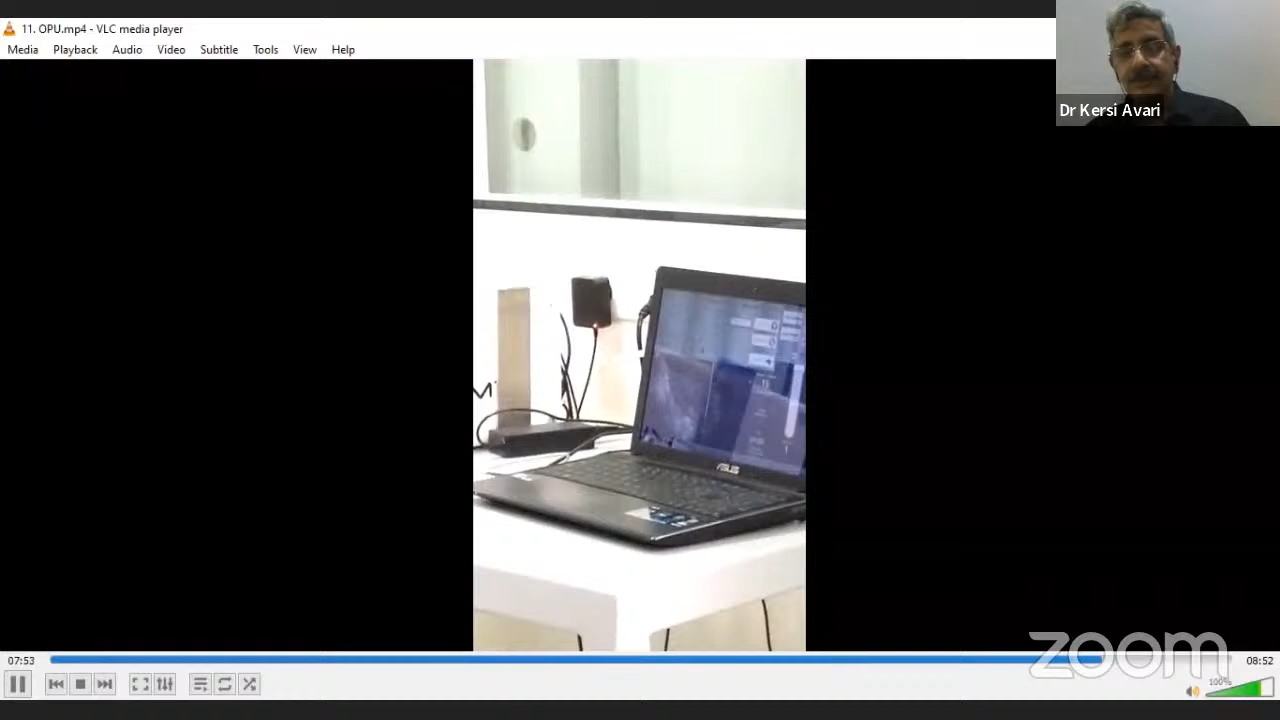 11. OPU.mp4 - VLC media player
Media Playback Audio Video Subtitle Tools View Help
Dr Kersi Avari
ASUS
07:53
08:52
100%
zoom